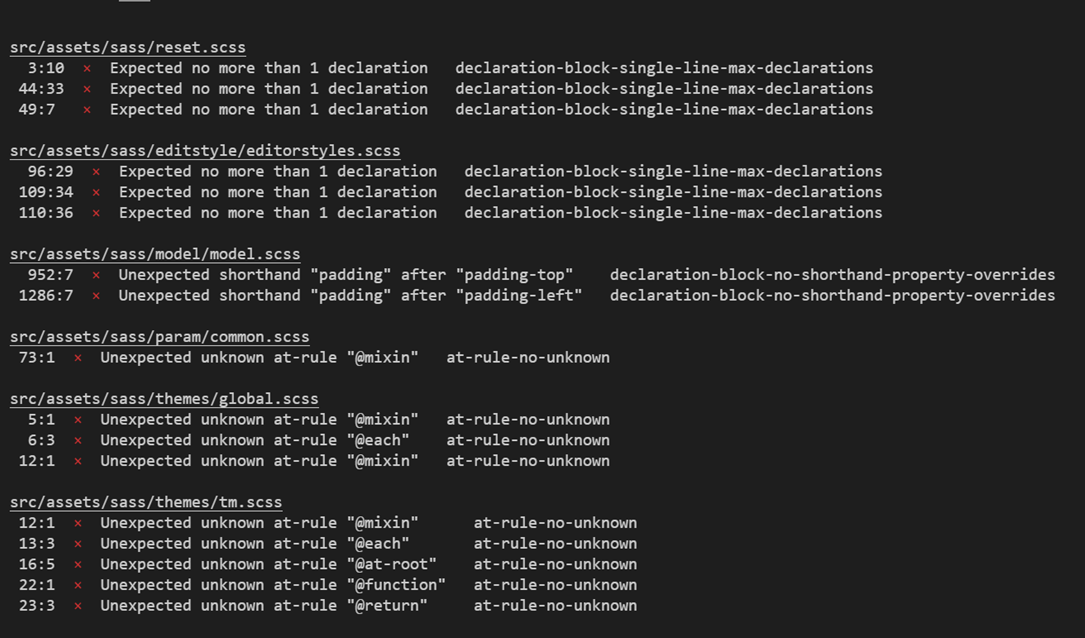 src/assets/sass/reset.scss
3:10 × Expected no more than 1 declaration declaration-block-single-line-max-declarations
44:33 × Expected no more than 1 declaration declaration-block-single-line-max-declarations
49:7 × Expected no more than 1 declaration declaration-block-single-line-max-declarations
src/assets/sass/editstyle/editorstyles.scss
96:29 × Expected no more than 1 declaration declaration-block-single-line-max-declarations
109:34 × Expected no more than 1 declaration declaration-block-single-line-max-declarations
110:36 × Expected no more than 1 declaration declaration-block-single-line-max-declarations
src/assets/sass/model/model.scss
952:7 × Unexpected shorthand "padding" after "padding-top" declaration-block-no-shorthand-property-overrides
1286:7 × Unexpected shorthand "padding" after "padding-left" declaration-block-no-shorthand-property-overrides
src/assets/sass/param/common.scss
73:1 × Unexpected unknown at-rule "@mixin" at-rule-no-unknown
src/assets/sass/themes/global.scss
5:1 × Unexpected unknown at-rule "@mixin" at-rule-no-unknown
6:3 × Unexpected unknown at-rule "@each" at-rule-no-unknown
12:1 × Unexpected unknown at-rule "@mixin" at-rule-no-unknown
src/assets/sass/themes/tm.scss
12:1 × Unexpected unknown at-rule "@mixin" at-rule-no-unknown
13:3 × Unexpected unknown at-rule "@each" at-rule-no-unknown
16:5 × Unexpected unknown at-rule "@at-root" at-rule-no-unknown
22:1 × Unexpected unknown at-rule "@function" at-rule-no-unknown
23:3 × Unexpected unknown at-rule "@return" at-rule-no-unknown